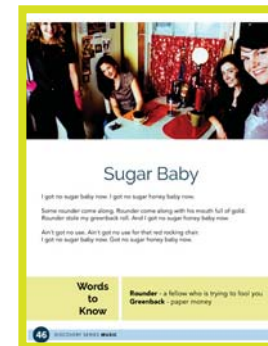 Sugar Baby
I got no sugar baby now. I got no sugar honey baby now.
Some rounder come along. Rounder come along with his mouth full of gold.
Rounder stole my greenback roll. And I got no sugar honey baby now.
Ain't got no use. Ain't got no use for that red rocking chair.
I got no sugar baby now. Got no sugar honey baby now.
Words
to
Know
Rounder - a fellow who is trying to fool you
Greenback - paper money
46 DISCOVERY SERIES MUSIC